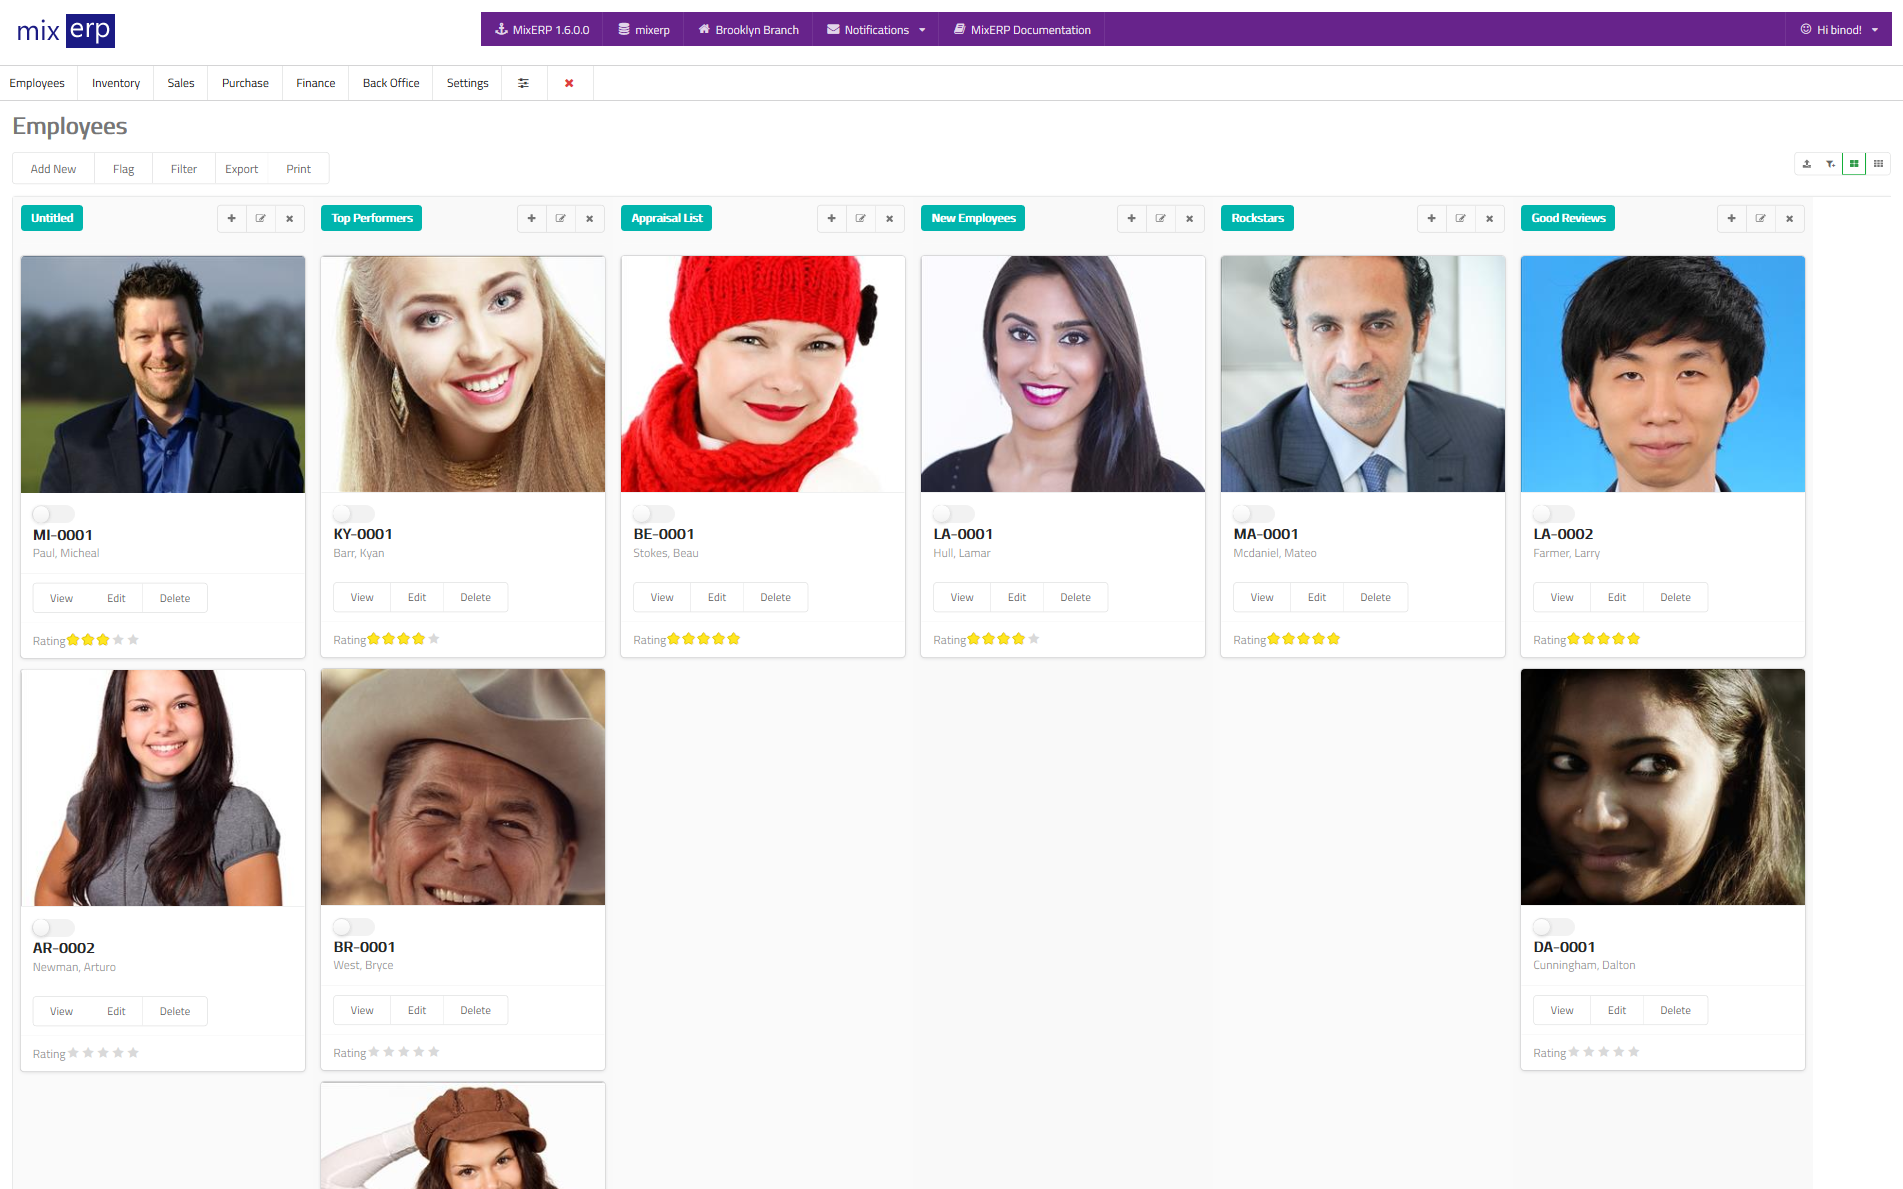 mix erp
MixERP 1.6.0.0 mixerp Brooklyn Branch Notifications MixERP Documentation Hi binod!
Employees Inventory Sales Purchase Finance Back Office Settings
Employees
Add New Flag Filter Export Print
Untitled Top Performers Appraisal List New Employees Rockstars Good Reviews
MI-0001 KY-0001 BE-0001 LA-0001 MA-0001 LA-0002
Paul, Micheal Barr, Kyan Stokes, Beau Hull, Lamar Mcdaniel, Mateo Farmer, Larry
View Edit Delete View Edit Delete View Edit Delete View Edit Delete View Edit Delete View Edit Delete
Rating Rating Rating Rating Rating Rating
AR-0002 BR-0001 DA-0001
Newman, Arturo West, Bryce Cunningham, Dalton
View Edit Delete View Edit Delete View Edit Delete
Rating Rating Rating